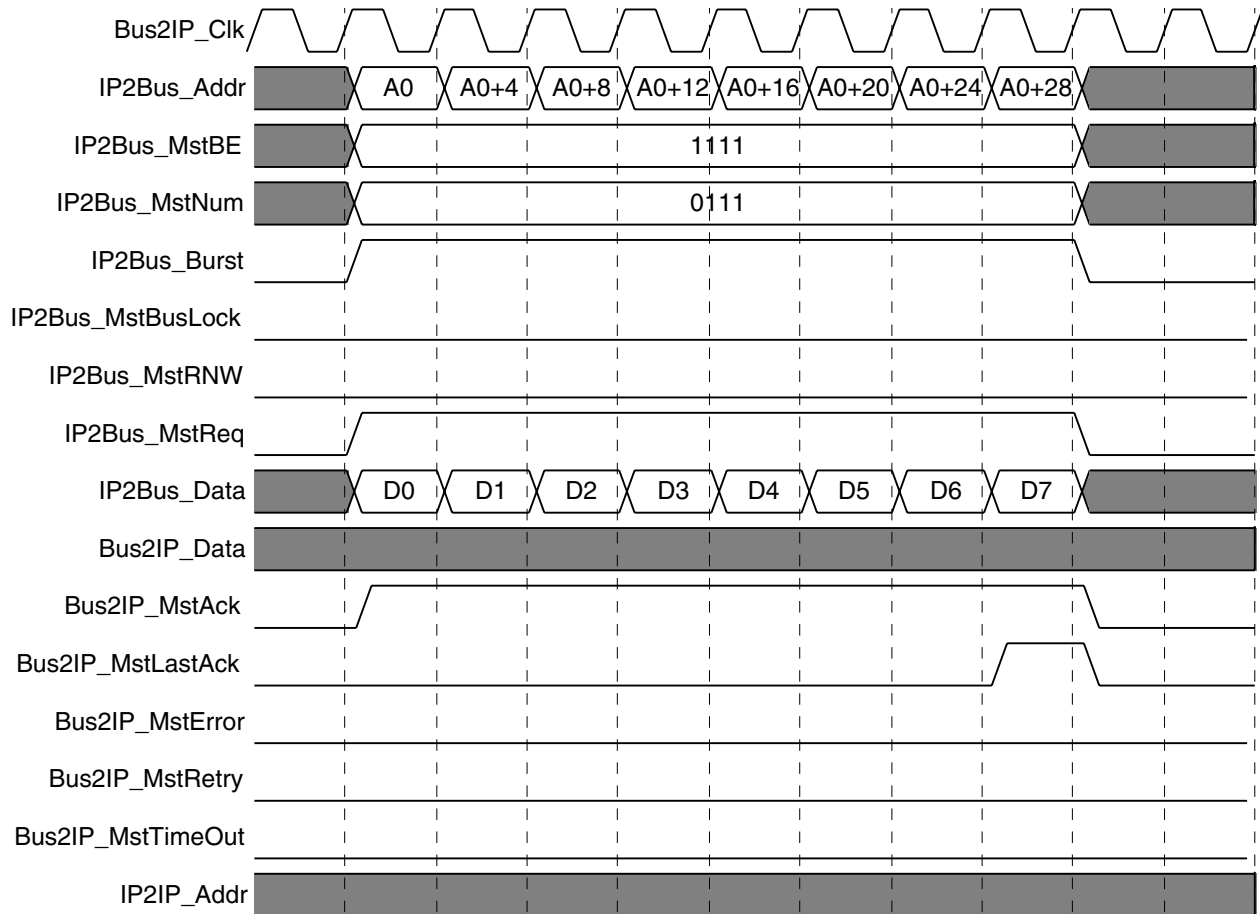 Bus2IP_Clk
IP2Bus_Addr A0 A0+4 A0+8 A0+12 A0+16 A0+20 A0+24 A0+28
IP2Bus_MstBE 1111
IP2Bus_MstNum 0111
IP2Bus_Burst
IP2Bus_MstBusLock
IP2Bus_MstRNW
IP2Bus_MstReq
IP2Bus_Data D0 D1 D2 D3 D4 D5 D6 D7
Bus2IP_Data
Bus2IP_MstAck
Bus2IP_MstLastAck
Bus2IP_MstError
Bus2IP_MstRetry
Bus2IP_MstTimeOut
IP2IP_Addr